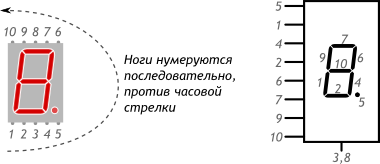 10 9 8 7 6
1 2 3 4 5
Ноги нумеруются
последовательно,
против часовой
стрелки
5
1
4
2
6
7
9
10
7
9 10 6
1 2 4
5
3,8